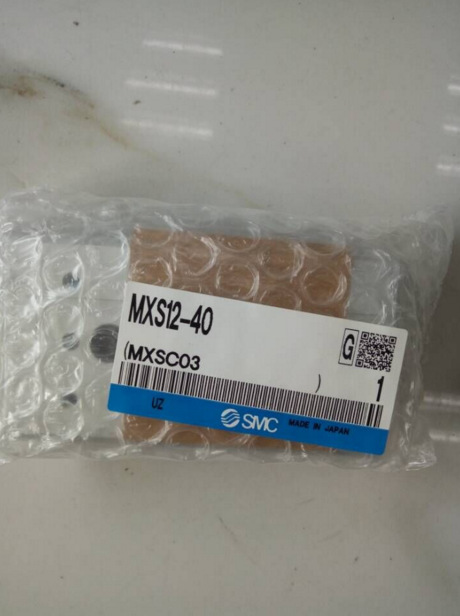 MXS12-40
G
(MXSC03 )
1
UZ SMC MADE IN JAPAN